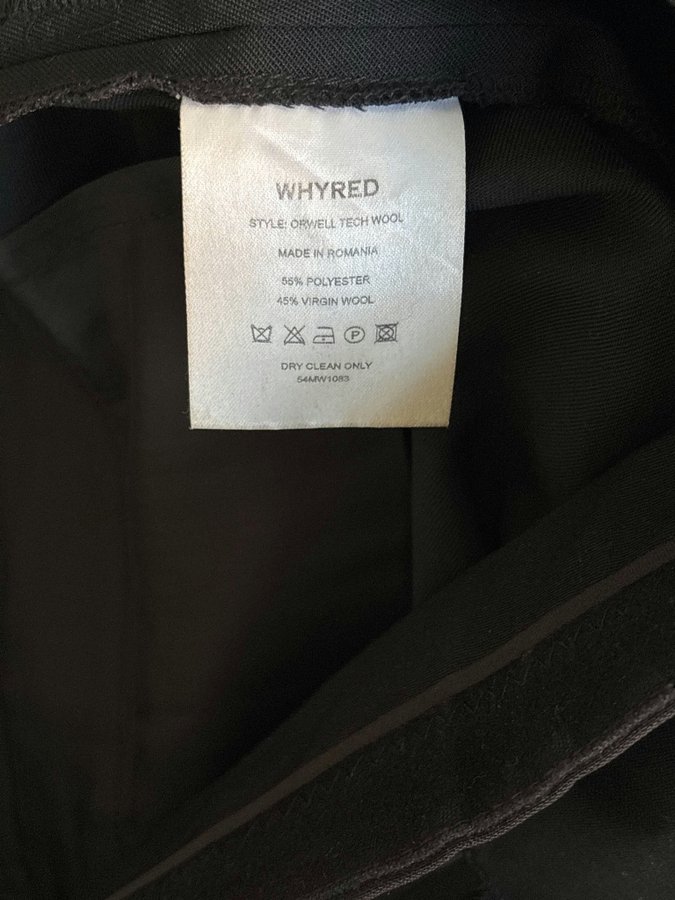 WHYRED
STYLE: ORWELL TECH WOOL
MADE IN ROMANIA
55% POLYESTER
45% VIRGIN WOOL
P
DRY CLEAN ONLY
54MW1083